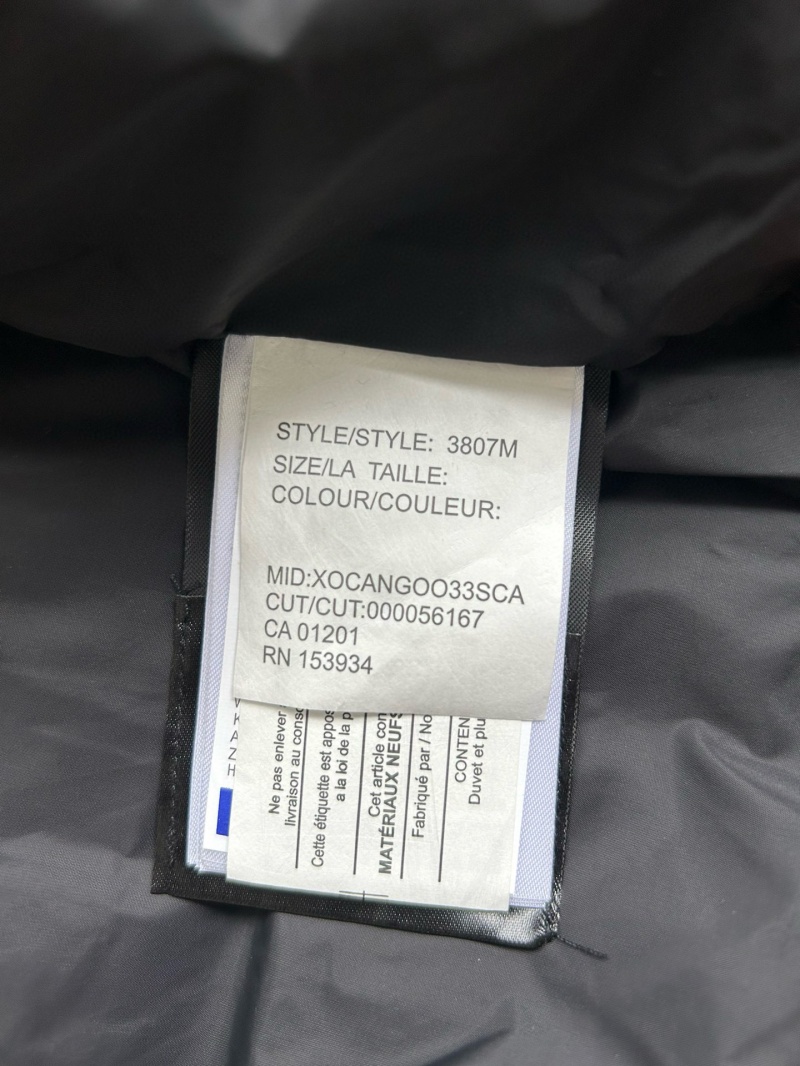 STYLE/STYLE: 3807M
SIZE/LA TAILLE:
COLOUR/COULEUR:
MID:XOCANGOO33SCA
CUT/CUT:000056167
CA 01201
RN 153934
V
K
A
Z
H
Ne pas enlever
livraison au conso
Cette étiquette est appos
a la loi de la p
Cet article con
MATÉRIAUX NEUFS
Fabriqué par / No
CONTEN
Duvet et plu